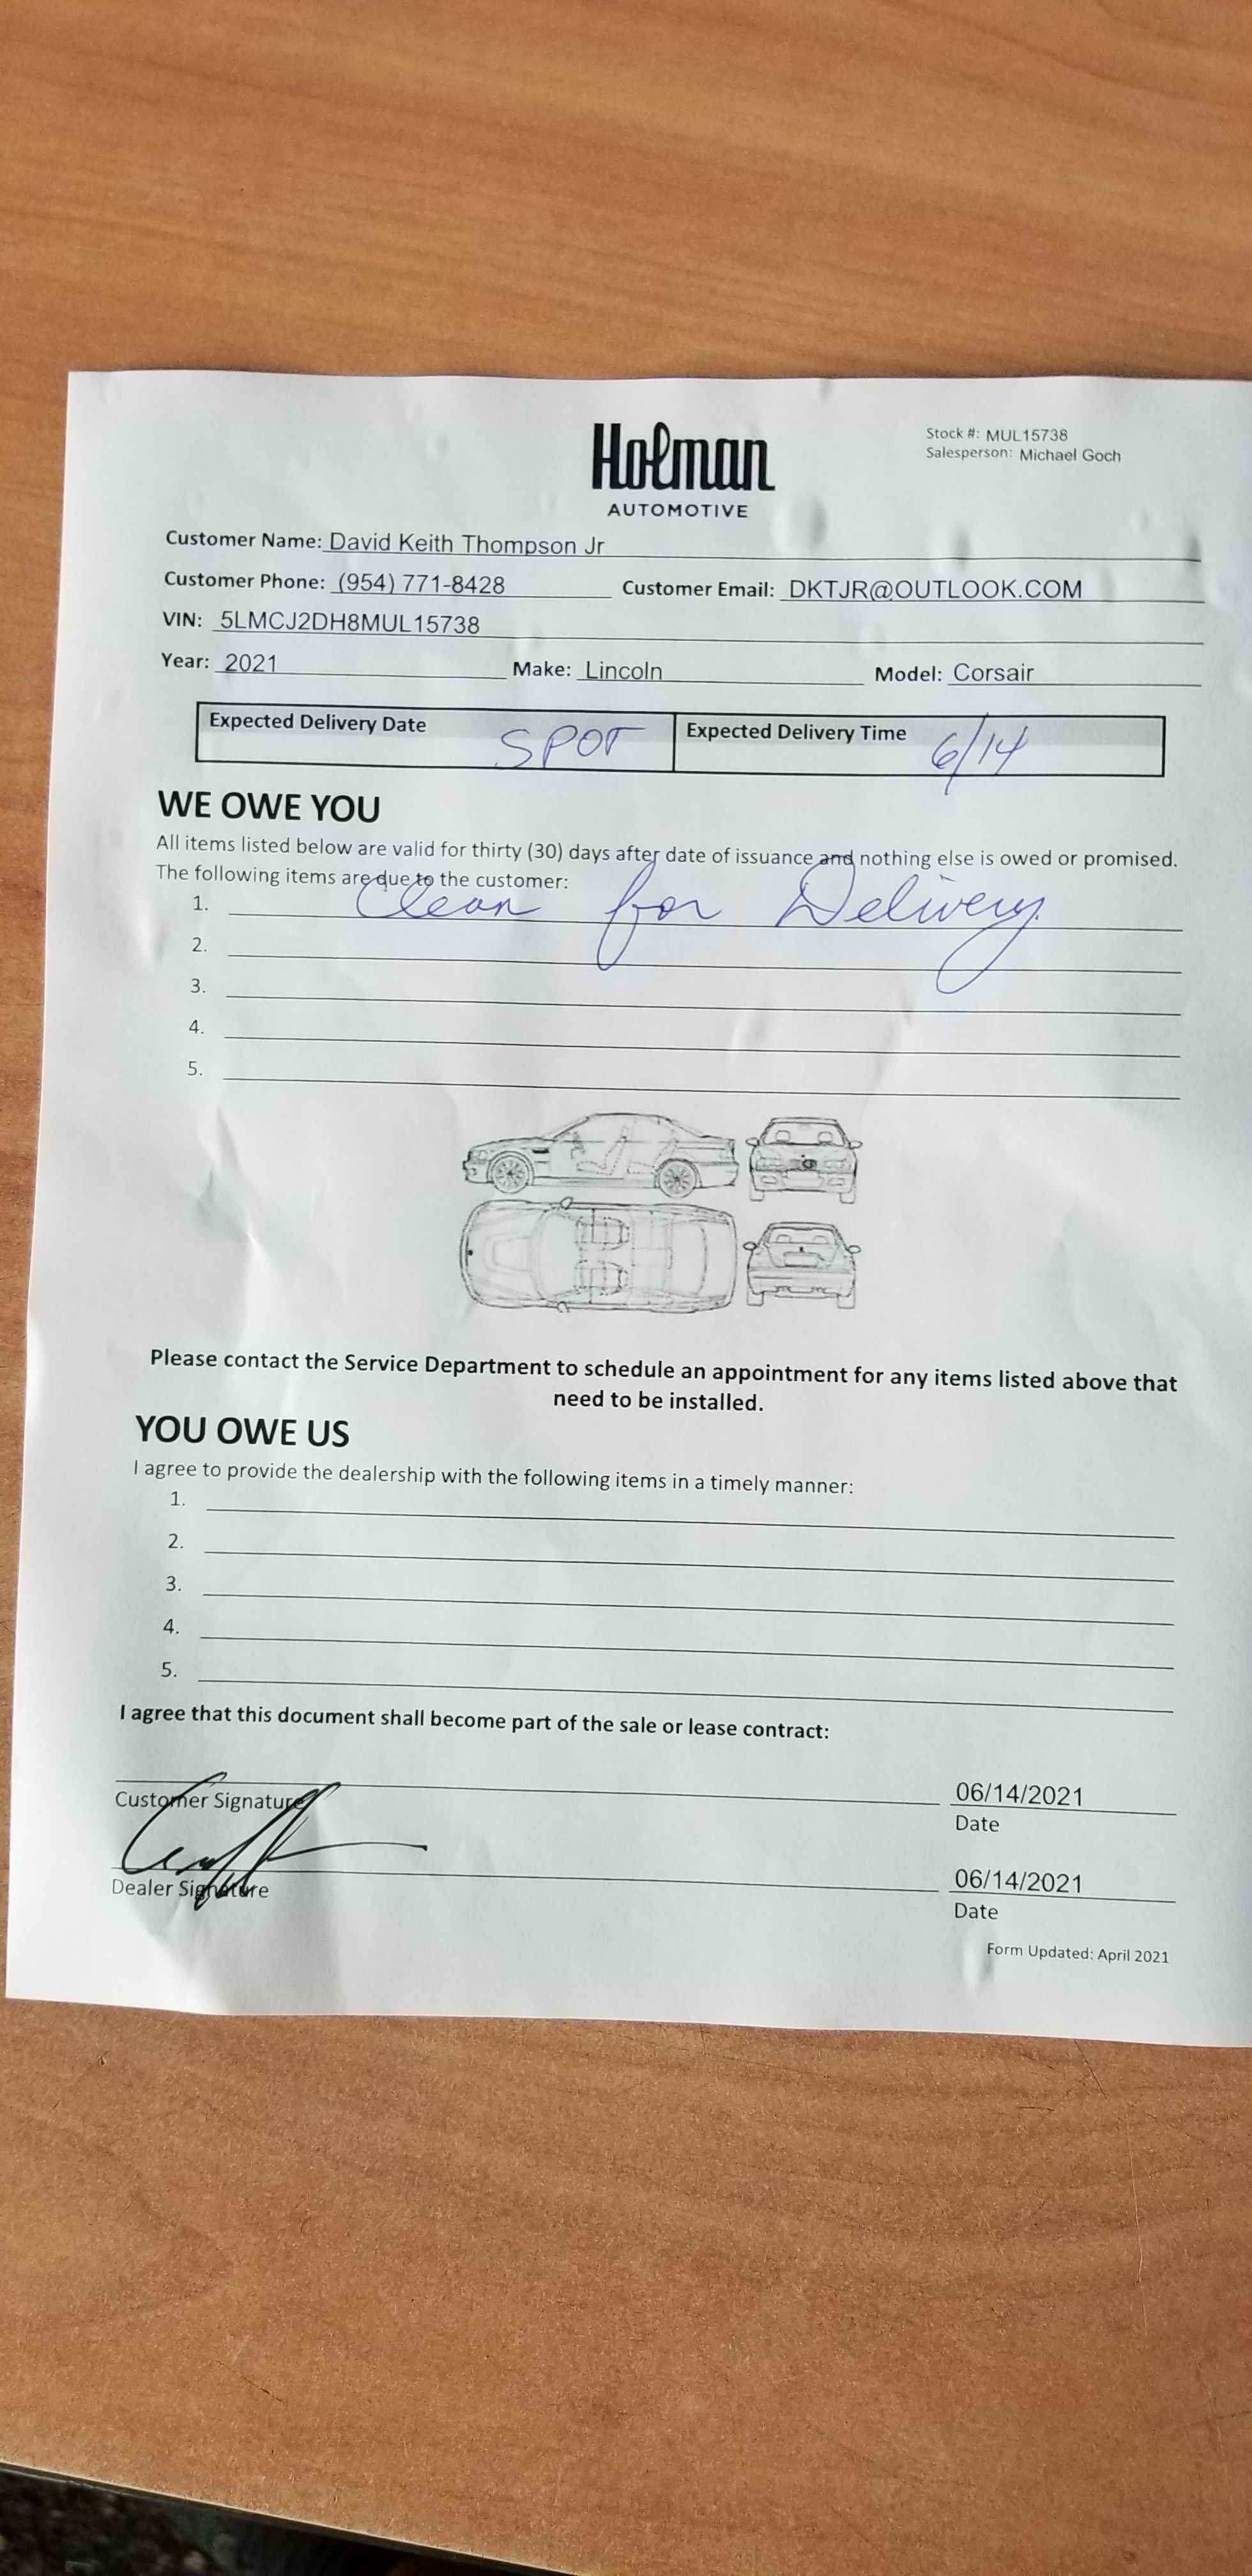 Holman
AUTOMOTIVE
Stock #: MUL15738
Salesperson: Michael Goch
Customer Name: David Keith Thompson Jr
Customer Phone: (954) 771-8428 Customer Email: DKTJR@OUTLOOK.COM
VIN: 5LMCJ2DH8MUL15738
Year: 2021 Make: Lincoln Model: Corsair
Expected Delivery Date SPOT Expected Delivery Time 6/14
WE OWE YOU
All items listed below are valid for thirty (30) days after date of issuance and nothing else is owed or promised.
The following items are due to the customer:
1. Clean for Delivery
2.
3.
4.
5.
Please contact the Service Department to schedule an appointment for any items listed above that
need to be installed.
YOU OWE US
I agree to provide the dealership with the following items in a timely manner:
1.
2.
3.
4.
5.
I agree that this document shall become part of the sale or lease contract:
06/14/2021
Customer Signature Date
06/14/2021
Dealer Signature Date
Form Updated: April 2021